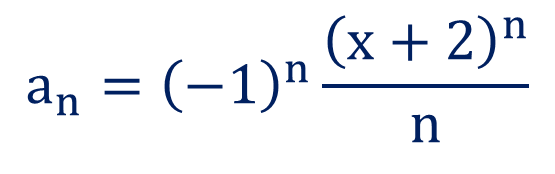 aₙ = (−1)ⁿ (x + 2)ⁿ / n